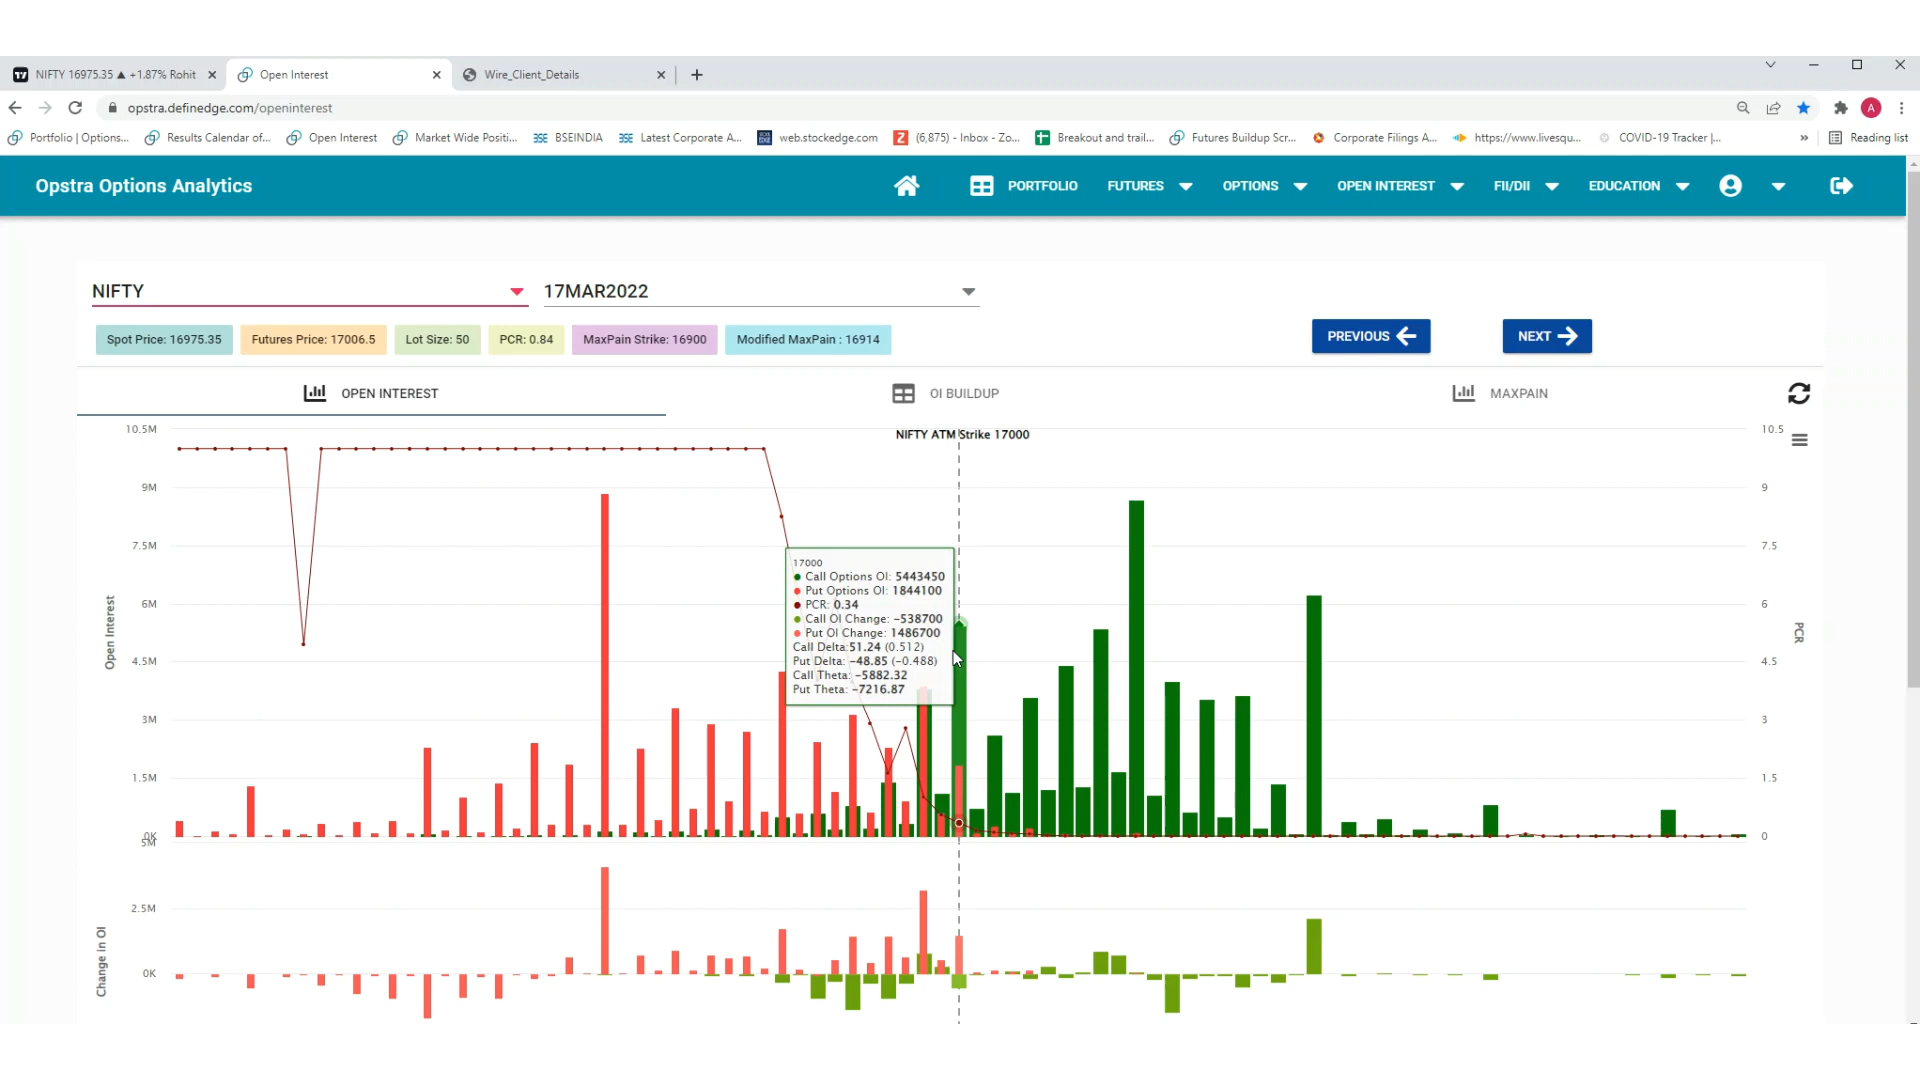 NIFTY 16975.35 ▲ +1.87% Rohit
Open Interest
Wire_Client_Details
opstra.definedge.com/openinterest
Portfolio | Options...
Results Calendar of...
Open Interest
Market Wide Positi...
BSEINDIA
Latest Corporate A...
web.stockedge.com
(6,875) - Inbox - Zo...
Breakout and trail...
Futures Buildup Scr...
Corporate Filings A...
https://www.livesqu...
COVID-19 Tracker |...
»
Reading list
Opstra Options Analytics
PORTFOLIO
FUTURES
OPTIONS
OPEN INTEREST
FII/DII
EDUCATION
NIFTY
17MAR2022
Spot Price: 16975.35
Futures Price: 17006.5
Lot Size: 50
PCR: 0.84
MaxPain Strike: 16900
Modified MaxPain : 16914
PREVIOUS
NEXT
OPEN INTEREST
OI BUILDUP
MAXPAIN
NIFTY ATM Strike 17000
10.5M
9M
7.5M
6M
4.5M
3M
1.5M
0K
Open Interest
10.5
9
7.5
6
4.5
3
1.5
0
PCR
17000
Call Options OI: 5443450
Put Options OI: 1844100
PCR: 0.34
Call OI Change: -538700
Put OI Change: 1486700
Call Delta:51.24 (0.512)
Put Delta: -48.85 (-0.488)
Call Theta: -5882.32
Put Theta: -7216.87
5M
2.5M
0K
Change in OI
A